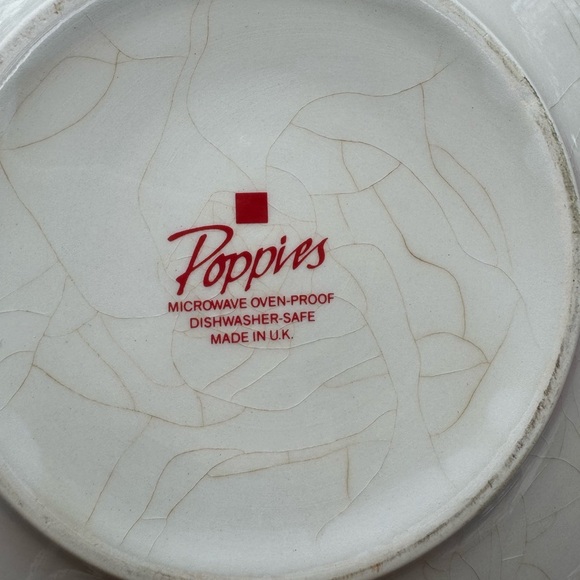 Poppies
MICROWAVE OVEN-PROOF
DISHWASHER-SAFE
MADE IN U.K.